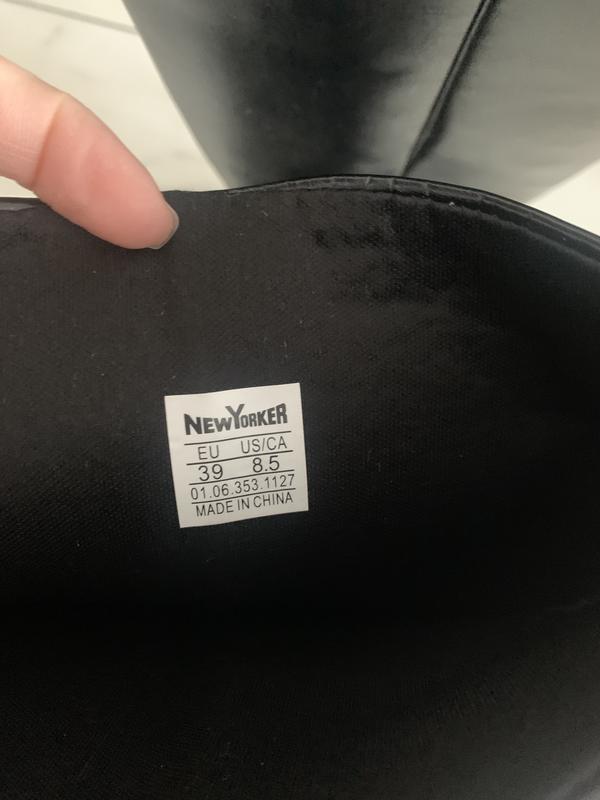 NEWYORKER
EU US/CA
39 8.5
01.06.353.1127
MADE IN CHINA